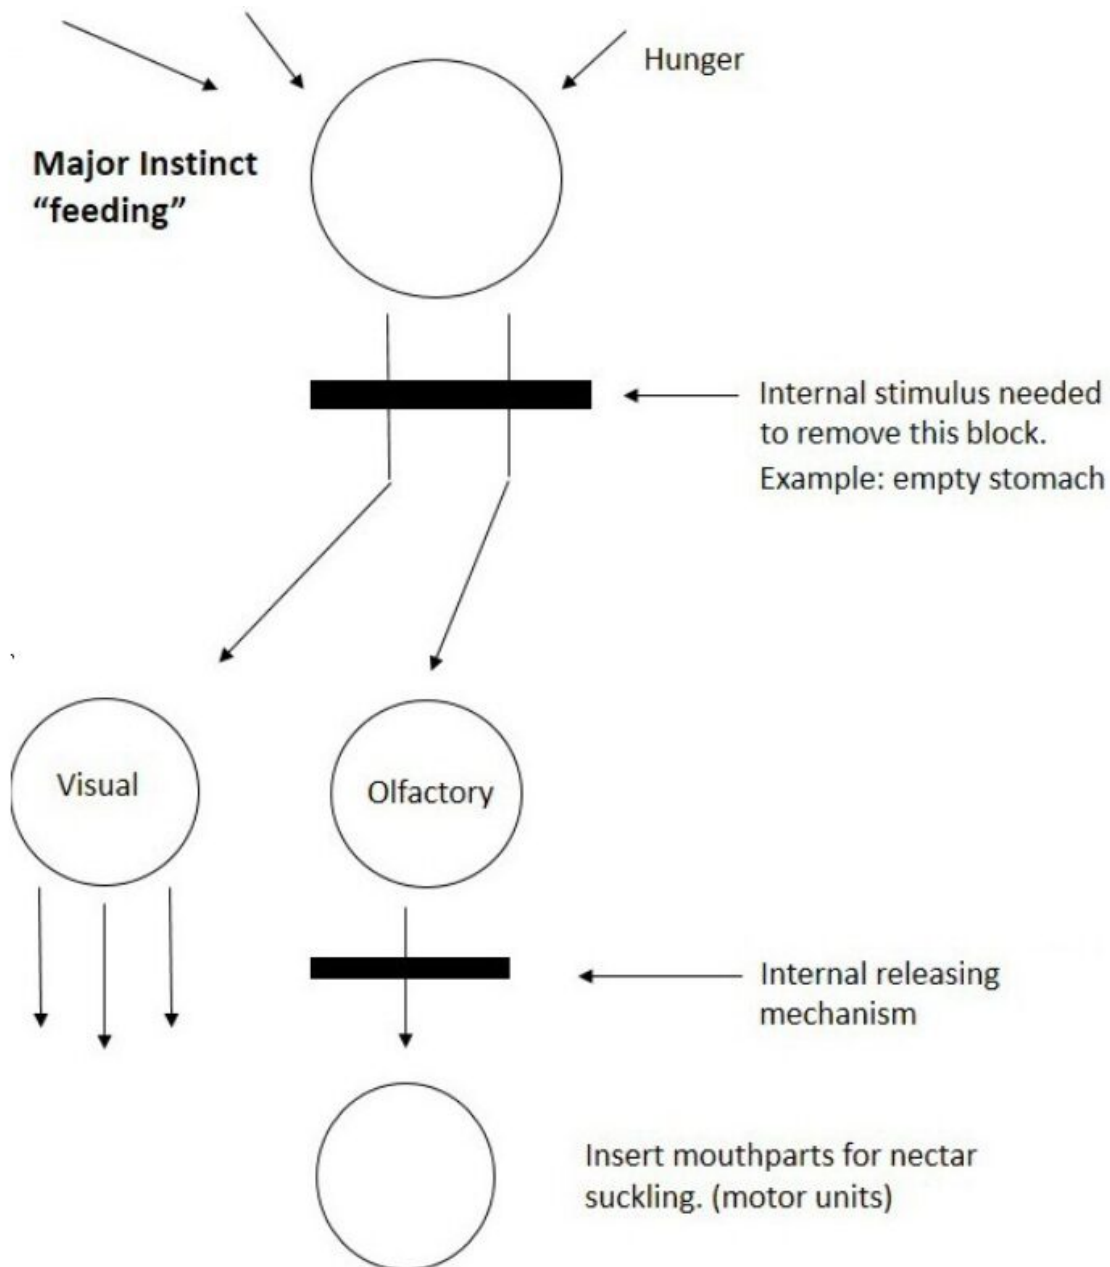 Hunger
Major Instinct
“feeding”
Internal stimulus needed
to remove this block.
Example: empty stomach
Visual
Olfactory
Internal releasing
mechanism
Insert mouthparts for nectar
suckling. (motor units)